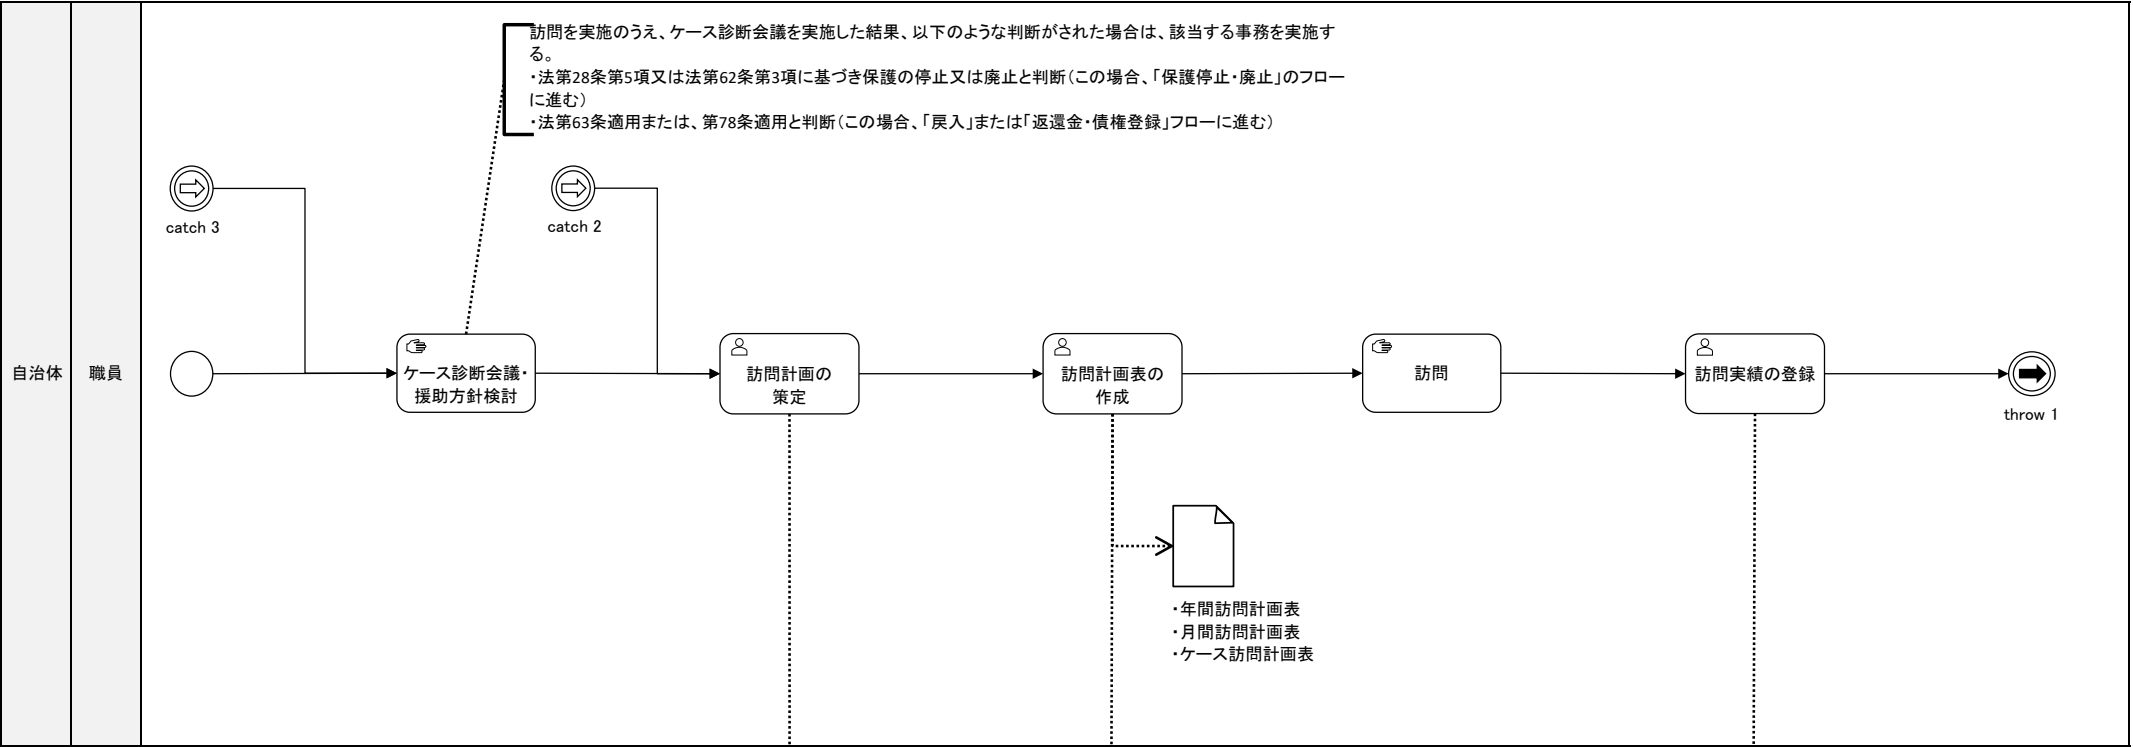 訪問を実施のうえ、ケース診断会議を実施した結果、以下のような判断がされた場合は、該当する事務を実施す
る。
・法第28条第5項又は法第62条第3項に基づき保護の停止又は廃止と判断（この場合、「保護停止・廃止」のフロー
に進む）
・法第63条適用または、第78条適用と判断（この場合、「戻入」または「返還金・債権登録」フローに進む）
catch 3
catch 2
自治体
職員
ケース診断会議・
援助方針検討
訪問計画の
策定
訪問計画表の
作成
訪問
訪問実績の登録
throw 1
・年間訪問計画表
・月間訪問計画表
・ケース訪問計画表